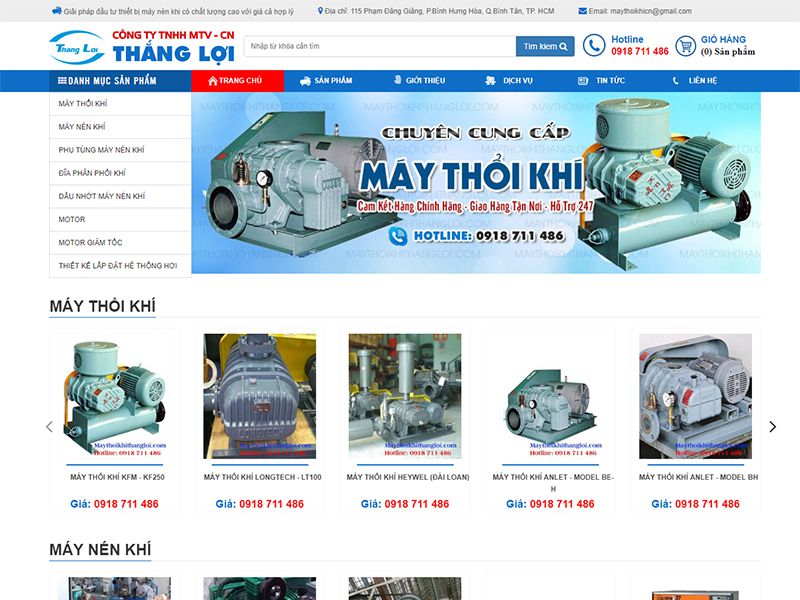 Giải pháp đầu tư thiết bị máy nén khí có chất lượng cao với giá cả hợp lý
Địa chỉ: 115 Phạm Đăng Giảng, P.Bình Hưng Hòa, Q.Bình Tân, TP. HCM
Email: maythoikhicn@gmail.com
Thang Loi
CÔNG TY TNHH MTV - CN
THẮNG LỢI
Nhập từ khóa cần tìm
Tìm kiếm
Hotline
0918 711 486
GIỎ HÀNG
(0) Sản phẩm
DANH MỤC SẢN PHẨM
TRANG CHỦ
SẢN PHẨM
GIỚI THIỆU
DỊCH VỤ
TIN TỨC
LIÊN HỆ
MÁY THỔI KHÍ
MÁY NÉN KHÍ
PHỤ TÙNG MÁY NÉN KHÍ
ĐĨA PHÂN PHỐI KHÍ
DẦU NHỚT MÁY NÉN KHÍ
MOTOR
MOTOR GIẢM TỐC
THIẾT KẾ LẮP ĐẶT HỆ THỐNG HƠI
MAYTHOIKHITHANGLOI.COM
CHUYÊN CUNG CẤP
MÁY THỔI KHÍ
Cam Kết Hàng Chính Hãng - Giao Hàng Tận Nơi - Hỗ Trợ 247
HOTLINE: 0918 711 486
MÁY THỔI KHÍ
Maythoikhithangloi.com
Hotline: 0918 711 486
Maythoikhithangloi.com
Hotline: 0918 711 486
Maythoikhithangloi.com
Hotline: 0918 711 486
Maythoikhithangloi.com
Hotline: 0918 711 486
Maythoikhithangloi.com
Hotline: 0918 711 486
MÁY THỔI KHÍ KFM - KF250
MÁY THỔI KHÍ LONGTECH - LT100
MÁY THỔI KHÍ HEYWEL (ĐÀI LOAN)
MÁY THỔI KHÍ ANLET - MODEL BE-
H
MÁY THỔI KHÍ ANLET - MODEL BH
Giá: 0918 711 486
Giá: 0918 711 486
Giá: 0918 711 486
Giá: 0918 711 486
Giá: 0918 711 486
MÁY NÉN KHÍ